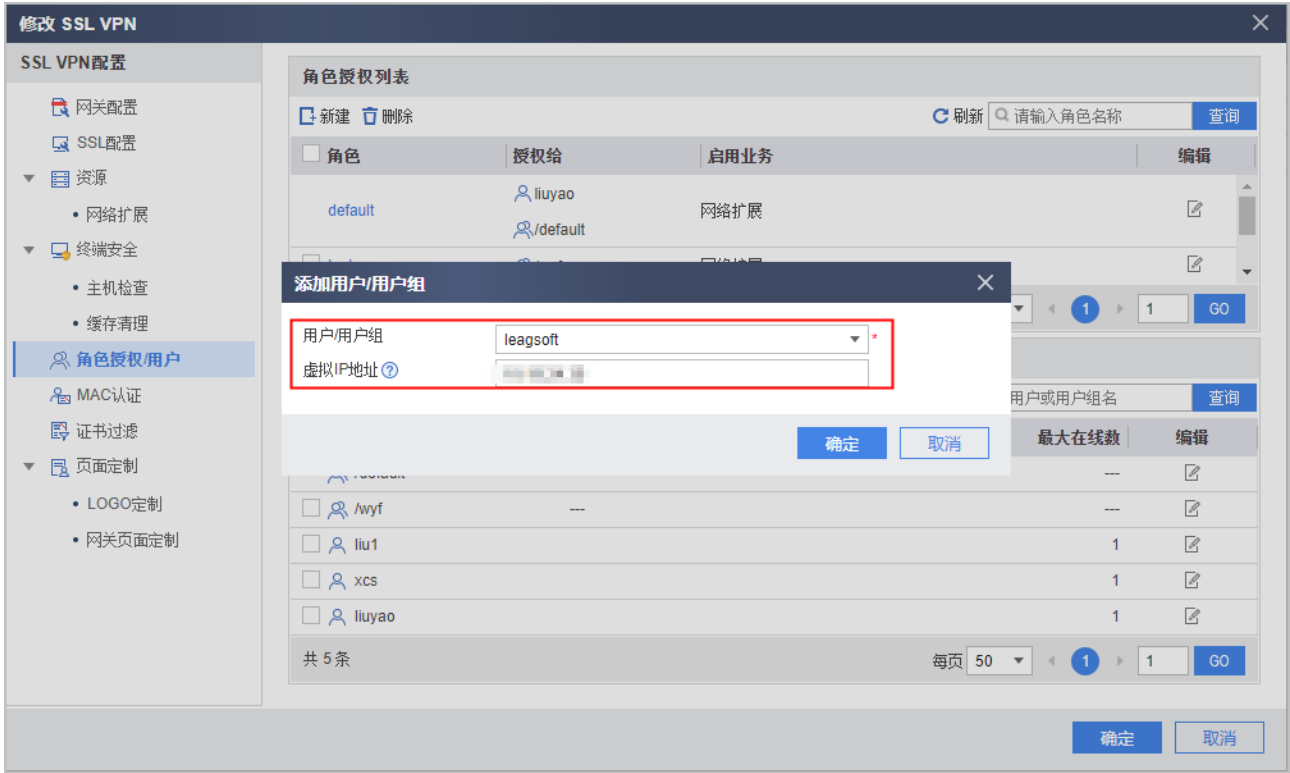 修改 SSL VPN
SSL VPN配置
网关配置
SSL配置
资源
网络扩展
终端安全
主机检查
缓存清理
角色授权/用户
MAC认证
证书过滤
页面定制
LOGO定制
网关页面定制
角色授权列表
新建 删除 刷新 请输入角色名称 查询
角色 授权给 启用业务 编辑
default liuyao /default 网络扩展
1 1 GO
添加用户/用户组
用户/用户组 leagsoft *
虚拟IP地址
确定 取消
用户或用户组名 查询
最大在线数 编辑
---
/wyf --- ---
liu1 1
xcs 1
liuyao 1
共 5 条 每页 50 1 1 GO
确定 取消